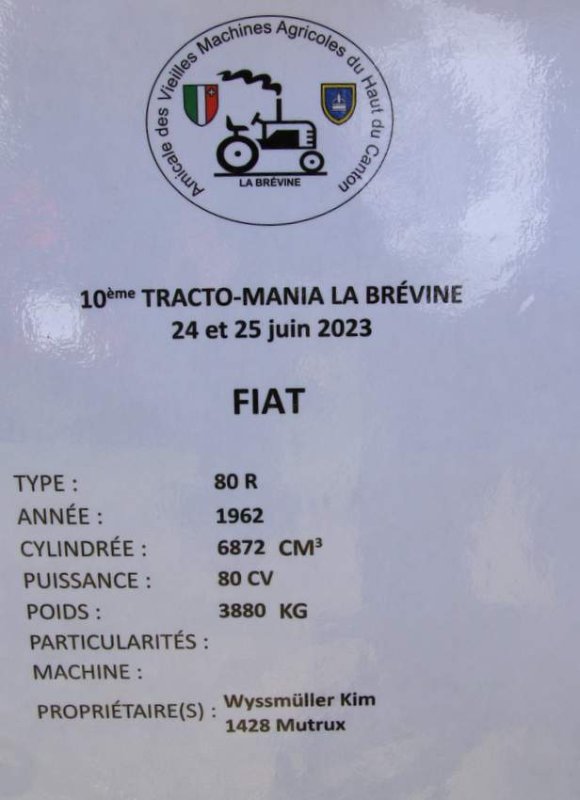 Amicale des Vieilles Machines Agricoles du Haut du Canton
LA BRÉVINE
10ème TRACTO-MANIA LA BRÉVINE
24 et 25 juin 2023
FIAT
TYPE : 80 R
ANNÉE : 1962
CYLINDRÉE : 6872 CM³
PUISSANCE : 80 CV
POIDS : 3880 KG
PARTICULARITÉS :
MACHINE :
PROPRIÉTAIRE(S) : Wyssmüller Kim
1428 Mutrux